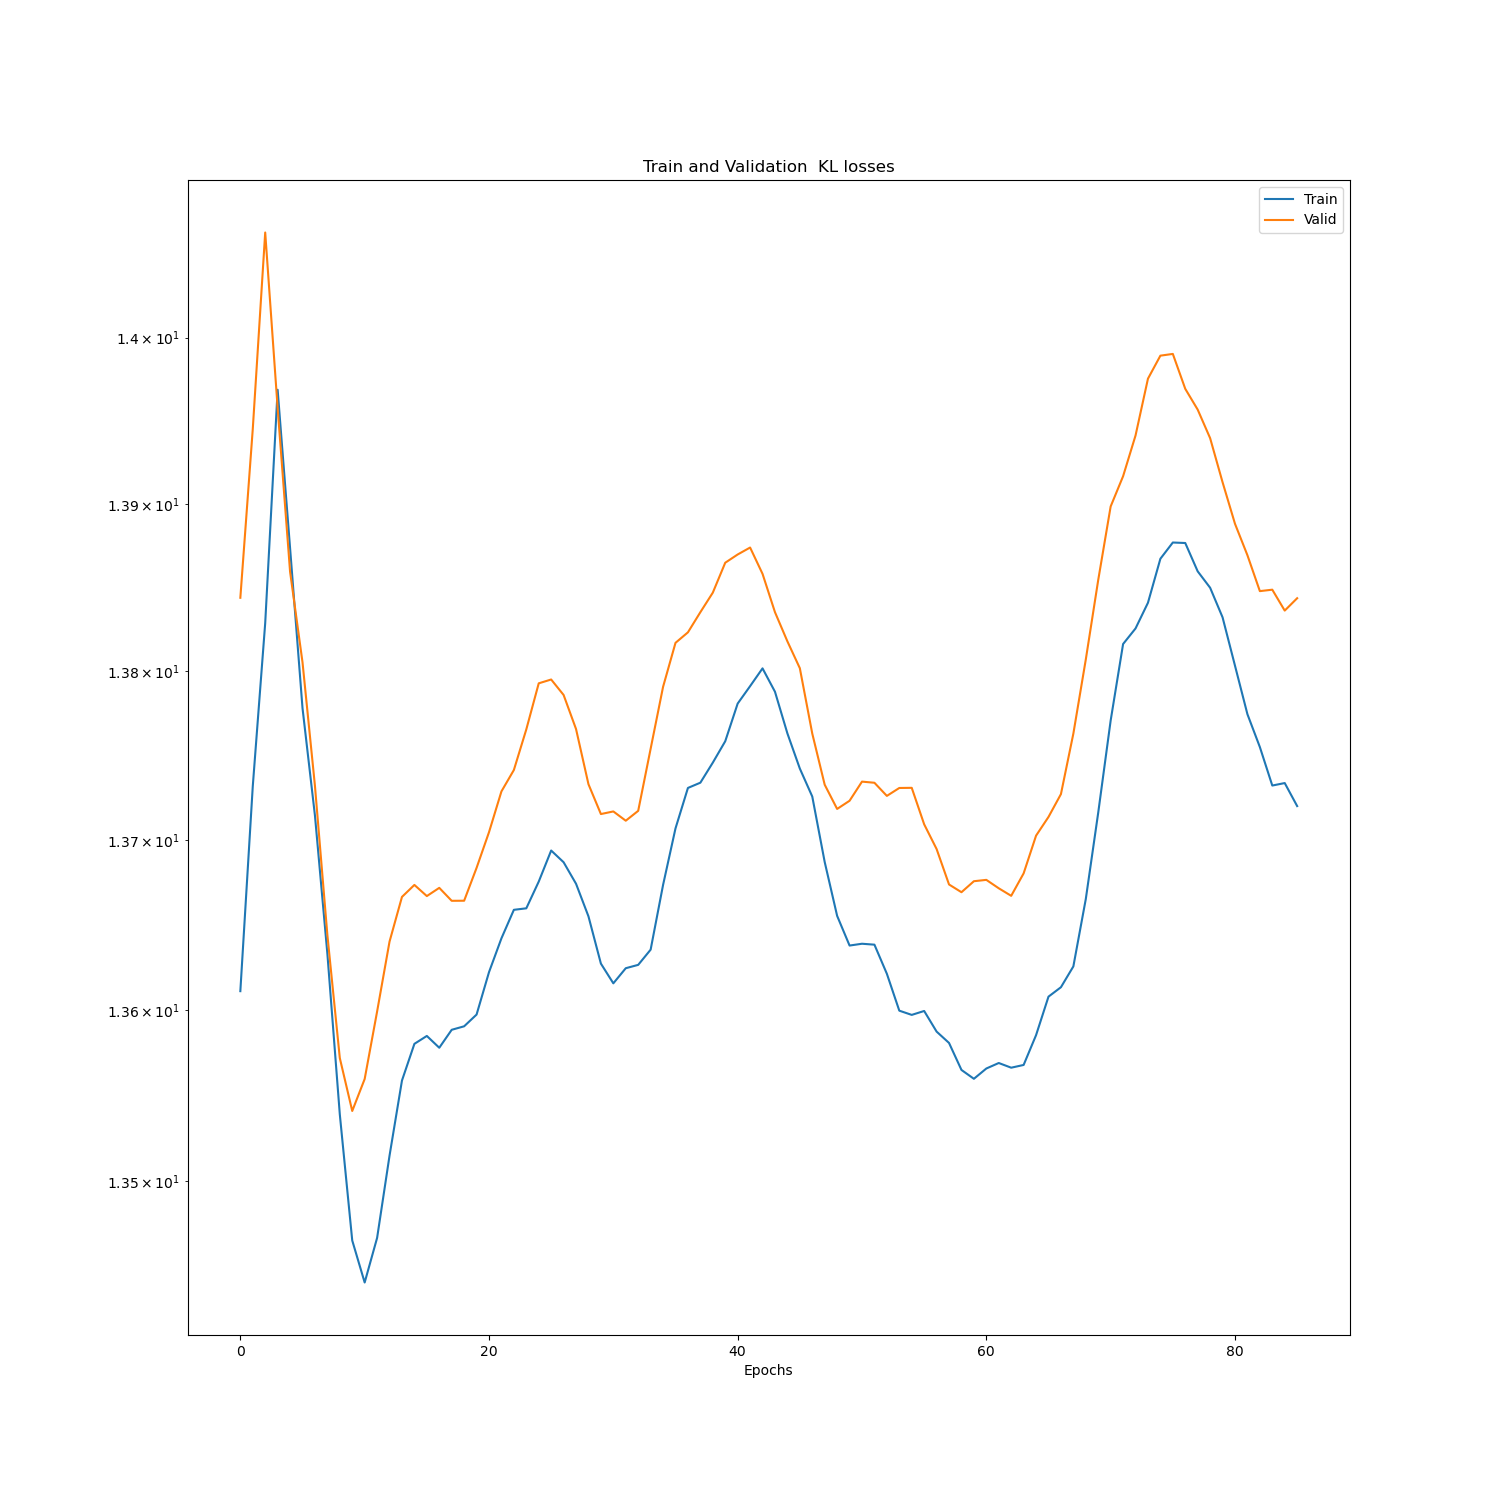 Train and Validation  KL losses
Train
Valid
1.4 × 10¹
1.39 × 10¹
1.38 × 10¹
1.37 × 10¹
1.36 × 10¹
1.35 × 10¹
0 20 40 60 80
Epochs